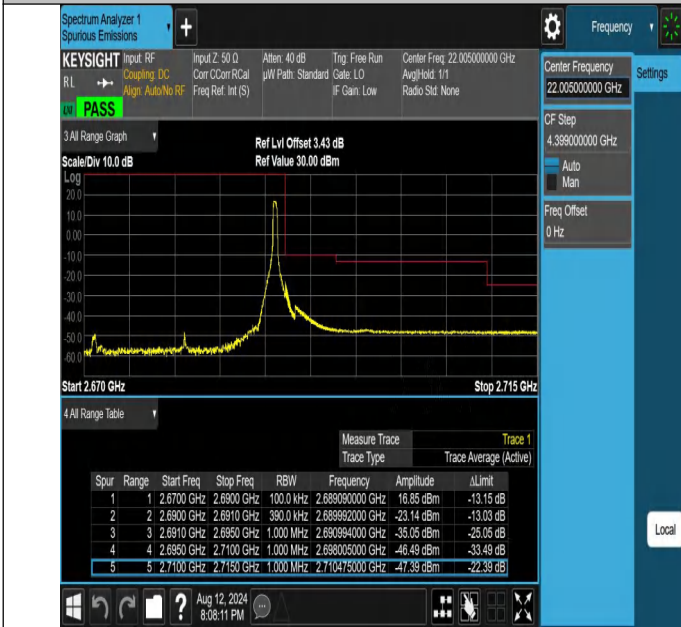 Spectrum Analyzer 1
Spurious Emissions
+
Frequency
KEYSIGHT Input: RF Input Z: 50 Ω Atten: 40 dB Trig: Free Run Center Freq: 22.005000000 GHz
RL Coupling: DC Corr CCorr RCal µW Path: Standard Gate: LO Avg|Hold: 1/1
Align: Auto/No RF Freq Ref: Int (S) IF Gain: Low Radio Std: None
PASS
Center Frequency
22.005000000 GHz
Settings
CF Step
4.399000000 GHz
Auto
Man
Freq Offset
0 Hz
Local
3 All Range Graph
Ref Lvl Offset 3.43 dB
Scale/Div 10.0 dB Ref Value 30.00 dBm
Log
20.0
10.0
0.00
-10.0
-20.0
-30.0
-40.0
-50.0
-60.0
Start 2.670 GHz Stop 2.715 GHz
4 All Range Table
Measure Trace Trace 1
Trace Type Trace Average (Active)
Spur Range Start Freq Stop Freq RBW Frequency Amplitude ΔLimit
1 1 2.6700 GHz 2.6900 GHz 100.0 kHz 2.689090000 GHz 16.85 dBm -13.15 dB
2 2 2.6900 GHz 2.6910 GHz 390.0 kHz 2.689992000 GHz -23.14 dBm -13.03 dB
3 3 2.6910 GHz 2.6950 GHz 1.000 MHz 2.690994000 GHz -35.05 dBm -25.05 dB
4 4 2.6950 GHz 2.7100 GHz 1.000 MHz 2.698005000 GHz -46.49 dBm -33.49 dB
5 5 2.7100 GHz 2.7150 GHz 1.000 MHz 2.710475000 GHz -47.39 dBm -22.39 dB
?
Aug 12, 2024
8:08:11 PM